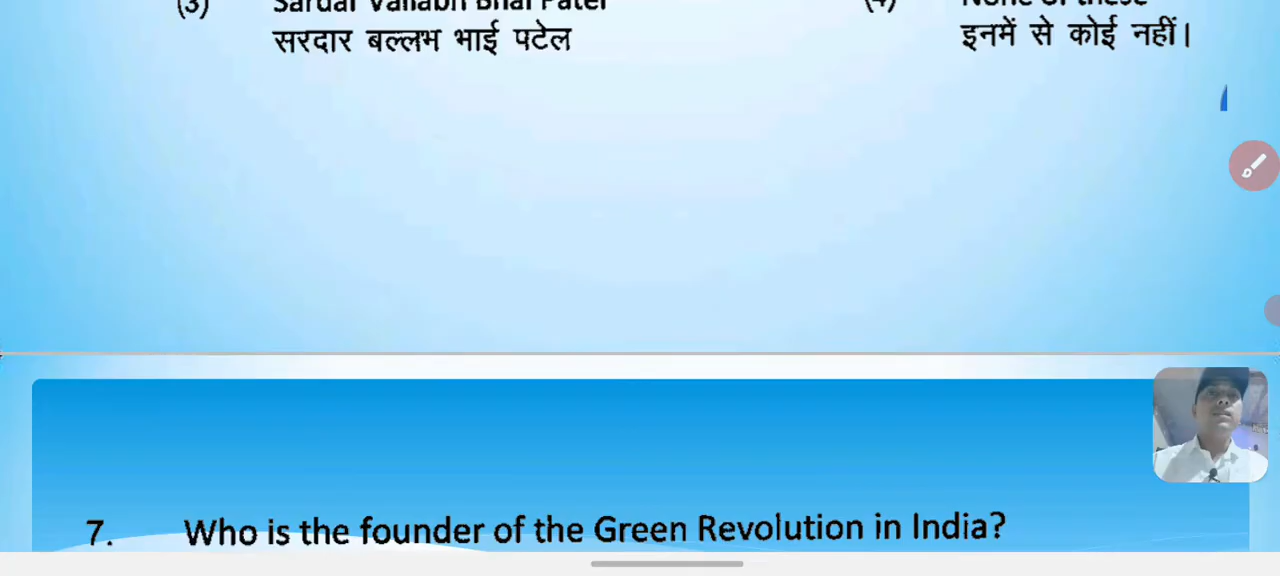 (3) Sardar Vallabh Bhai Patel (4) None of these
सरदार बल्लभ भाई पटेल इनमें से कोई नहीं।
7. Who is the founder of the Green Revolution in India?